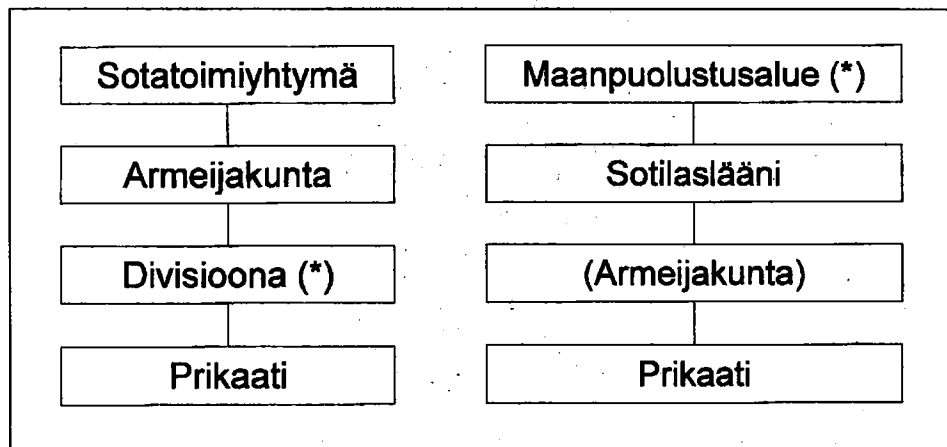 Sotatoimiyhtymä
Armeijakunta
Divisioona (*)
Prikaati
Maanpuolustusalue (*)
Sotilaslääni
(Armeijakunta)
Prikaati